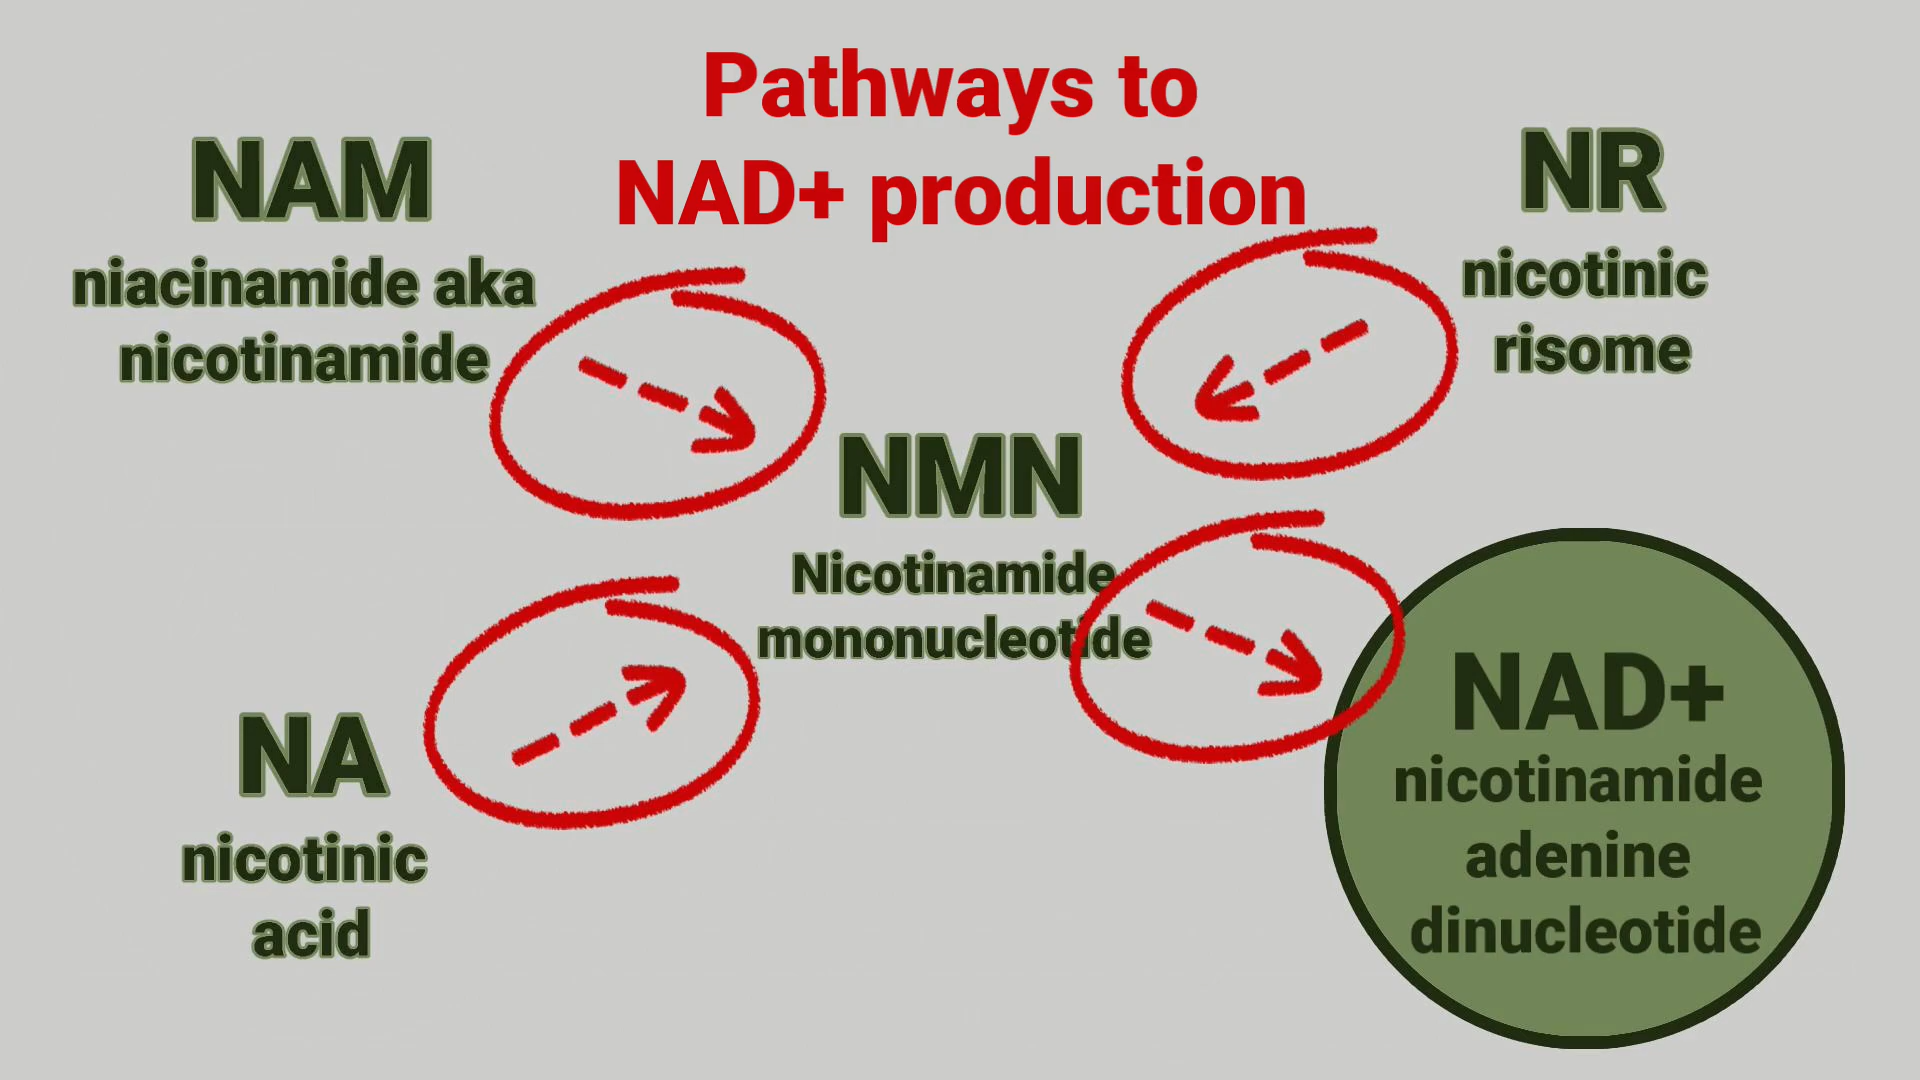 Pathways to
NAD+ production
NAM
niacinamide aka
nicotinamide
NR
nicotinic
risome
NMN
Nicotinamide
mononucleotide
NA
nicotinic
acid
NAD+
nicotinamide
adenine
dinucleotide